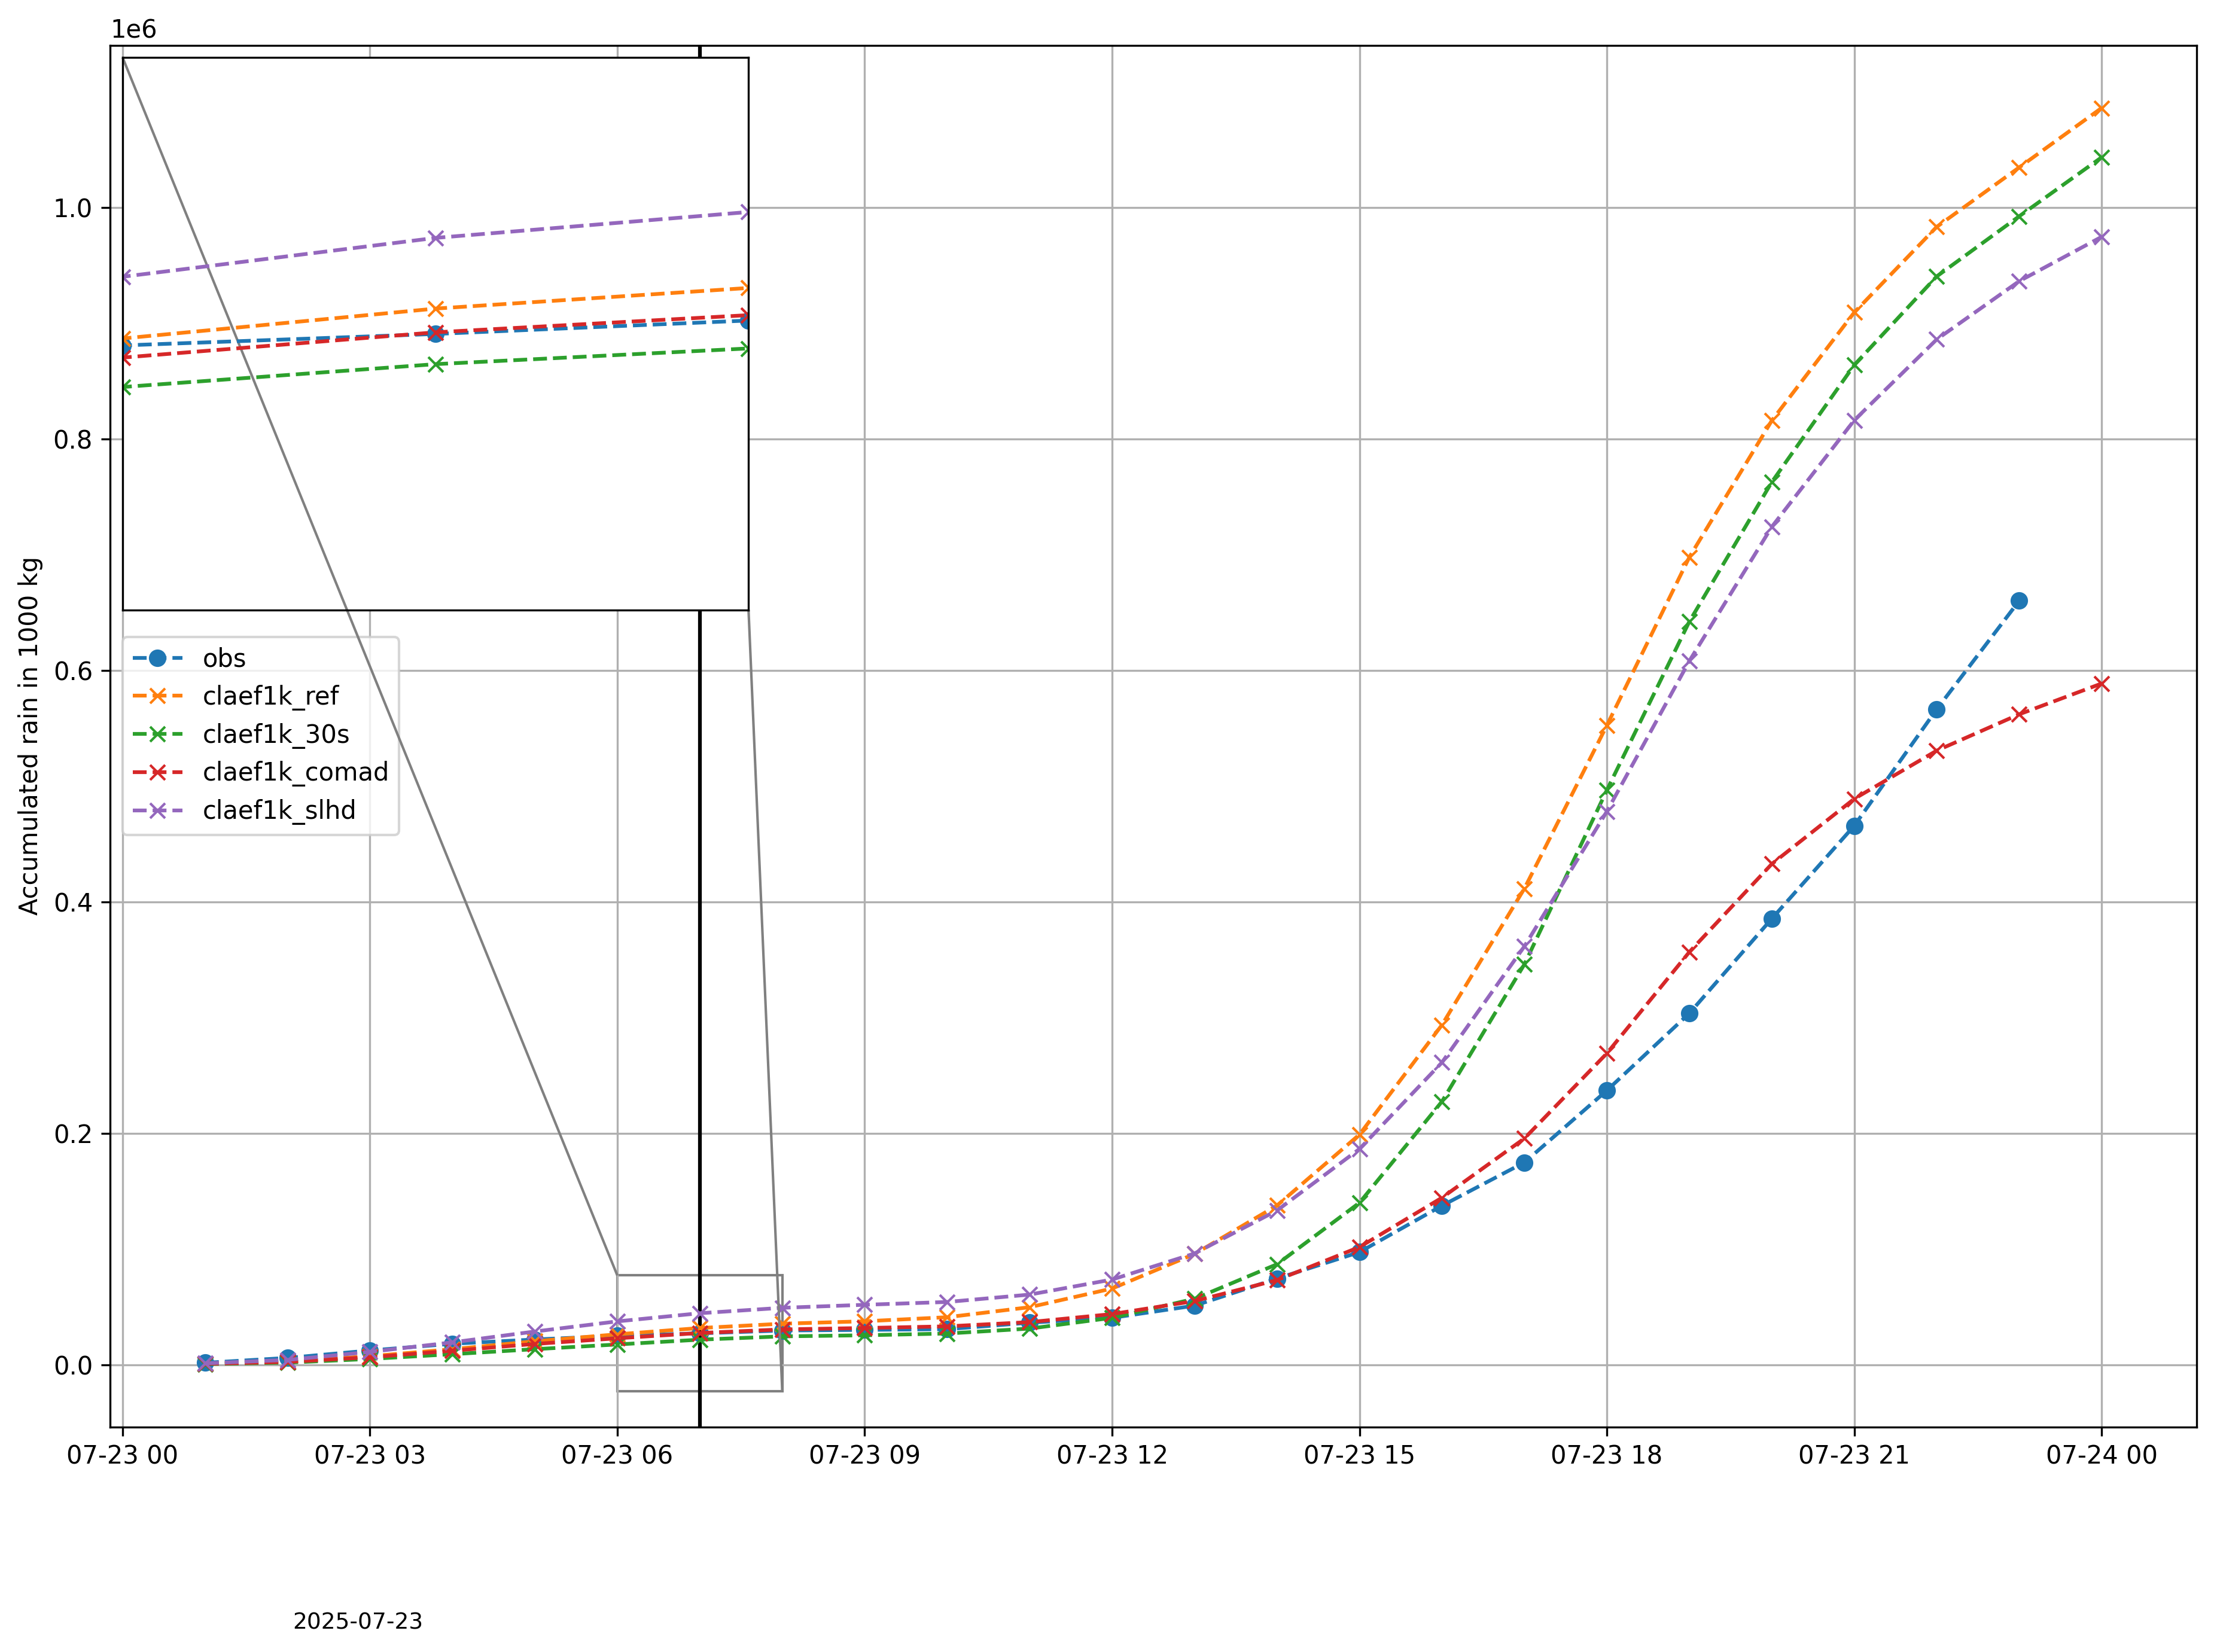 1e6
1.0
0.8
0.6
0.4
0.2
0.0
Accumulated rain in 1000 kg
obs
claef1k_ref
claef1k_30s
claef1k_comad
claef1k_slhd
07-23 00 07-23 03 07-23 06 07-23 09 07-23 12 07-23 15 07-23 18 07-23 21 07-24 00
2025-07-23